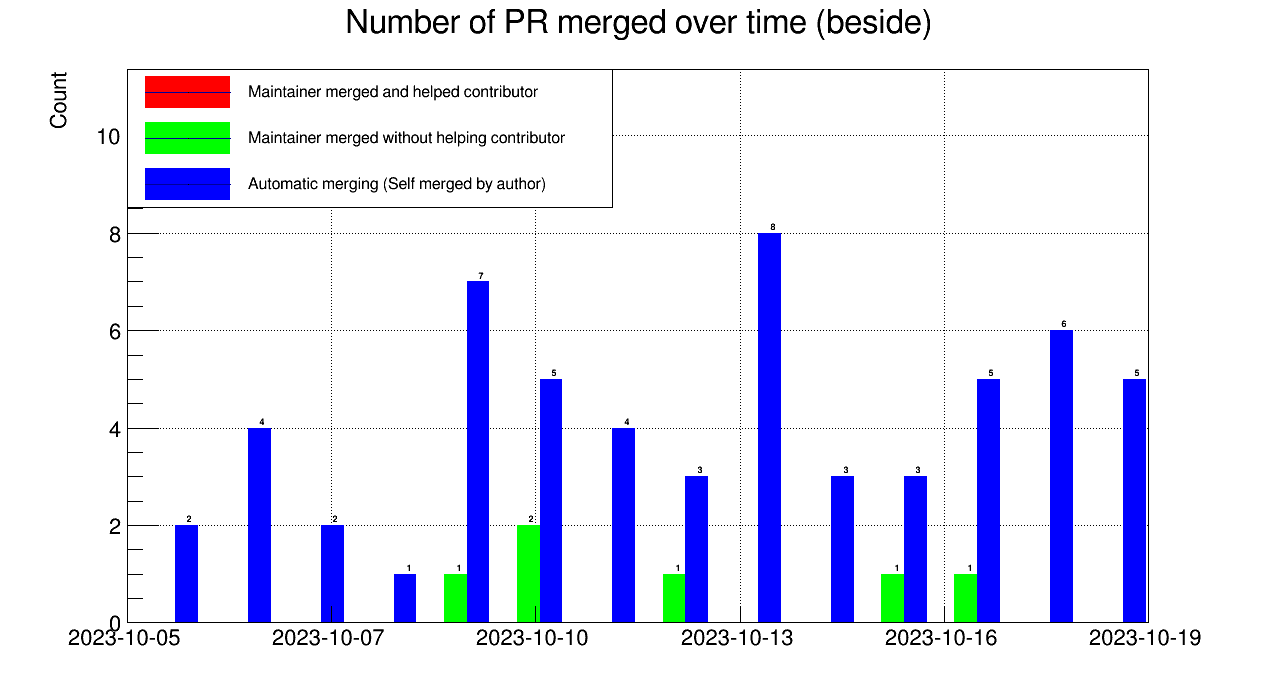 Number of PR merged over time (beside)
Count
Maintainer merged and helped contributor
Maintainer merged without helping contributor
Automatic merging (Self merged by author)
10
8
6
4
2
0
2 4 2 1 1 7 2 5 4 1 3 8 3 1 3 1 5 6 5
2023-10-05 2023-10-07 2023-10-10 2023-10-13 2023-10-16 2023-10-19